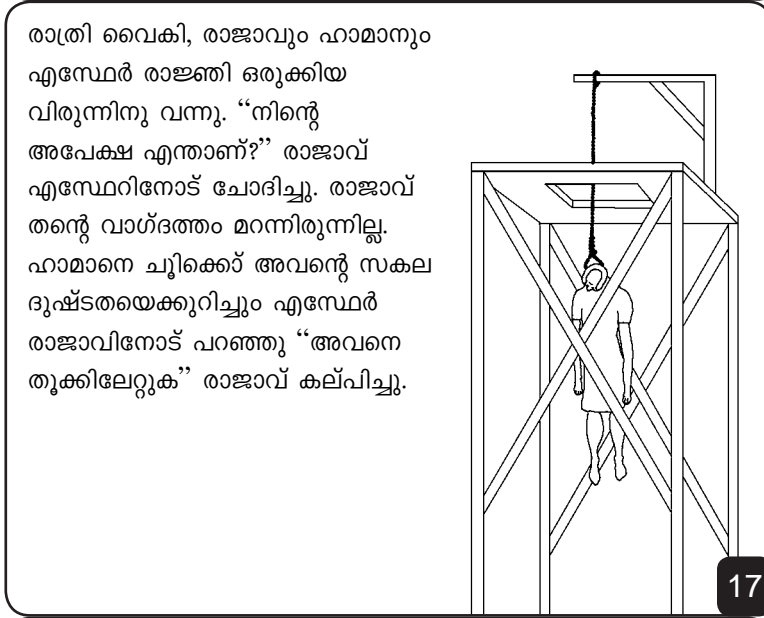 രാത്രി വൈകി, രാജാവും ഹാമാനും
എസ്ഥേർ രാജ്ഞി ഒരുക്കിയ
വിരുന്നിനു വന്നു. “നിന്റെ
അപേക്ഷ എന്താണ്?” രാജാവ്
എസ്ഥേറിനോട് ചോദിച്ചു. രാജാവ്
തന്റെ വാഗ്ദത്തം മറന്നിരുന്നില്ല.
ഹാമാനെ ചൂിക്കൊ് അവന്റെ സകല
ദുഷ്ടതയെക്കുറിച്ചും എസ്ഥേർ
രാജാവിനോട് പറഞ്ഞു “അവനെ
തൂക്കിലേറ്റുക” രാജാവ് കല്പിച്ചു.
17